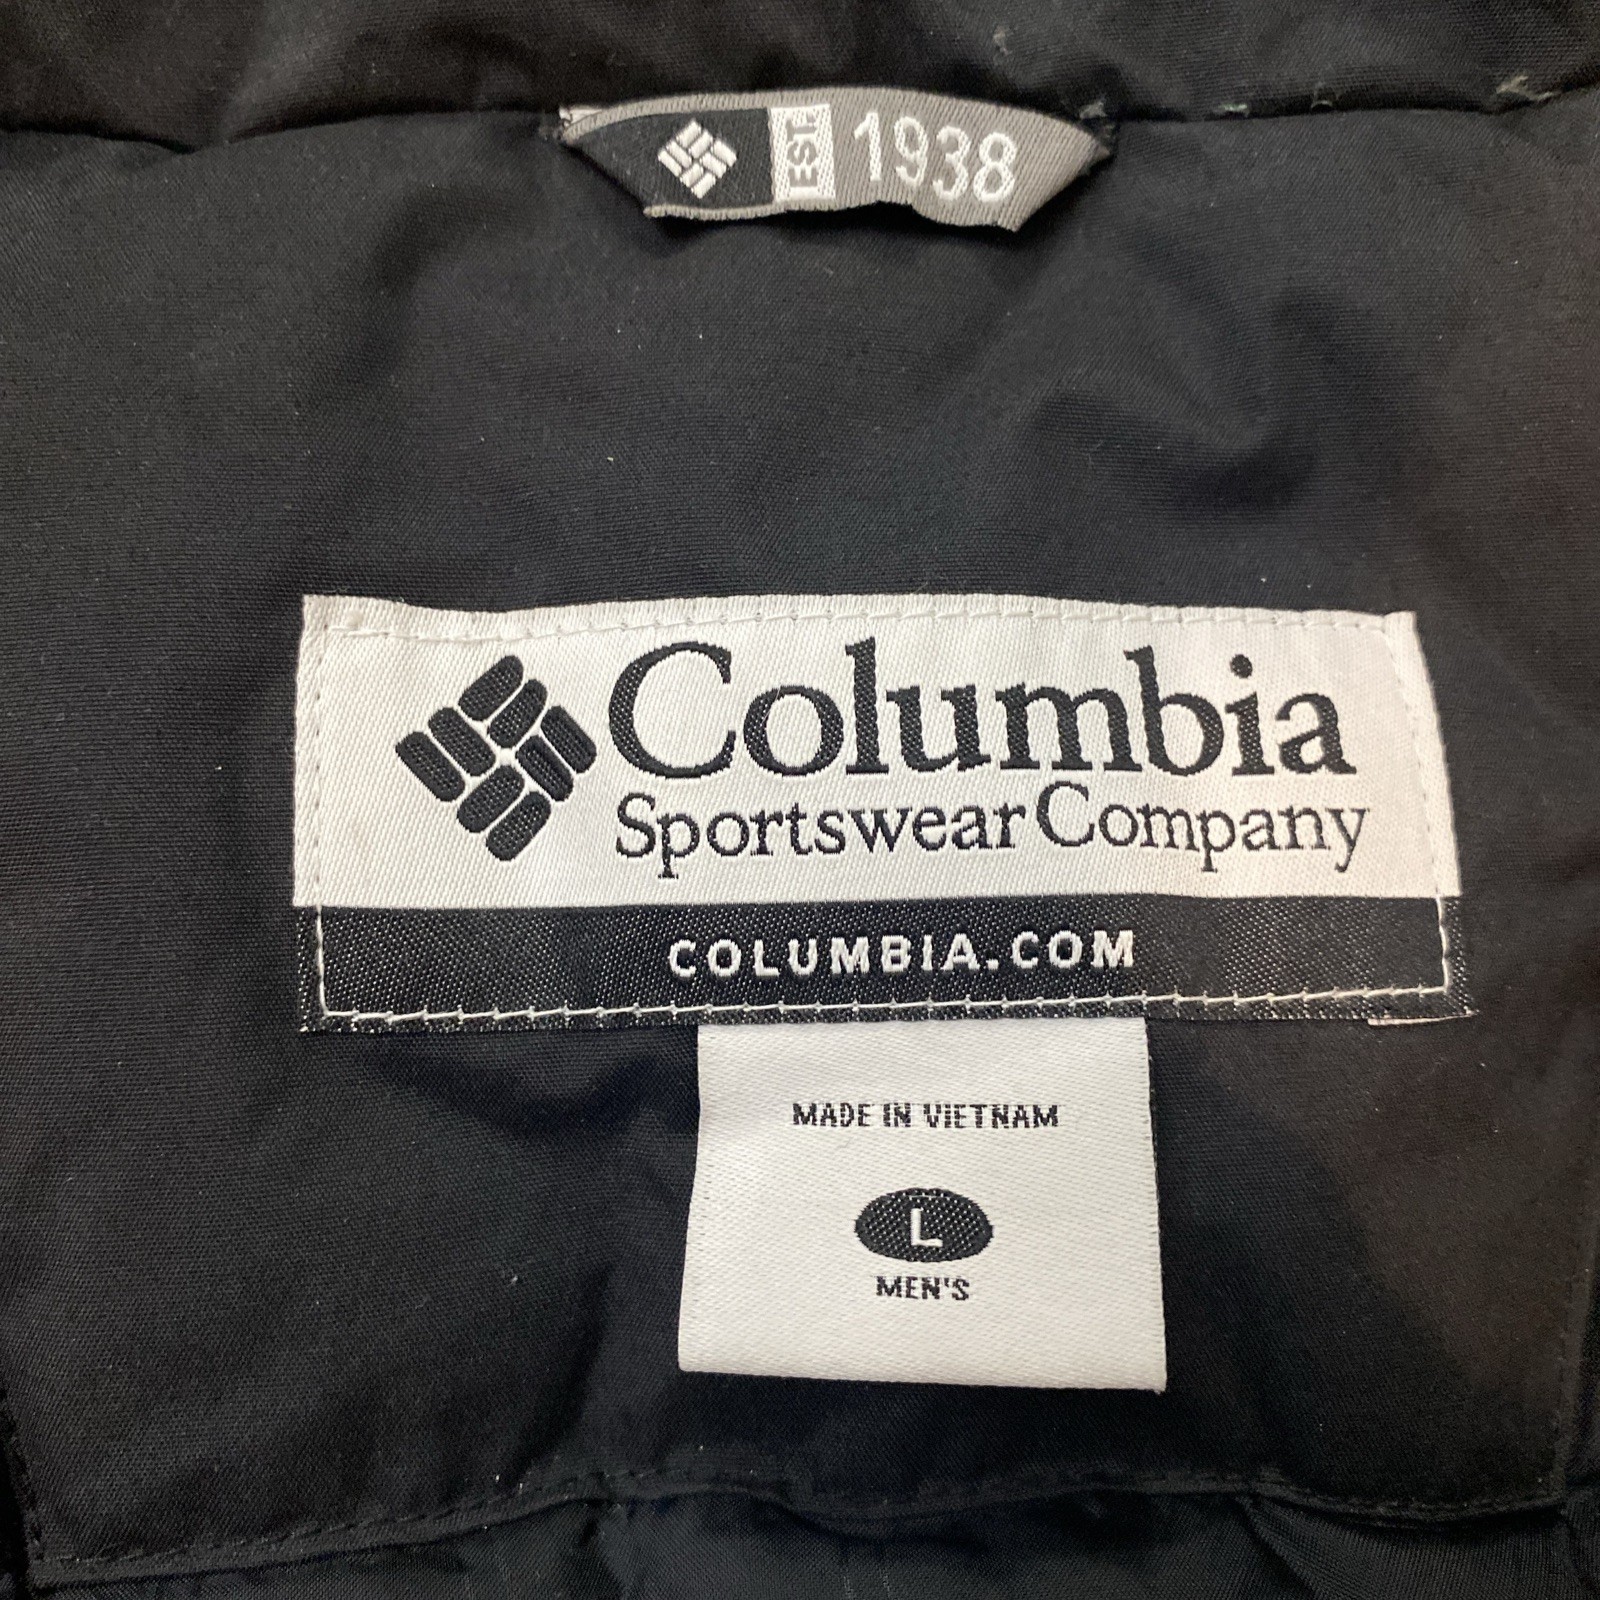 EST. 1938
Columbia
Sportswear Company
COLUMBIA.COM
MADE IN VIETNAM
L
MEN'S